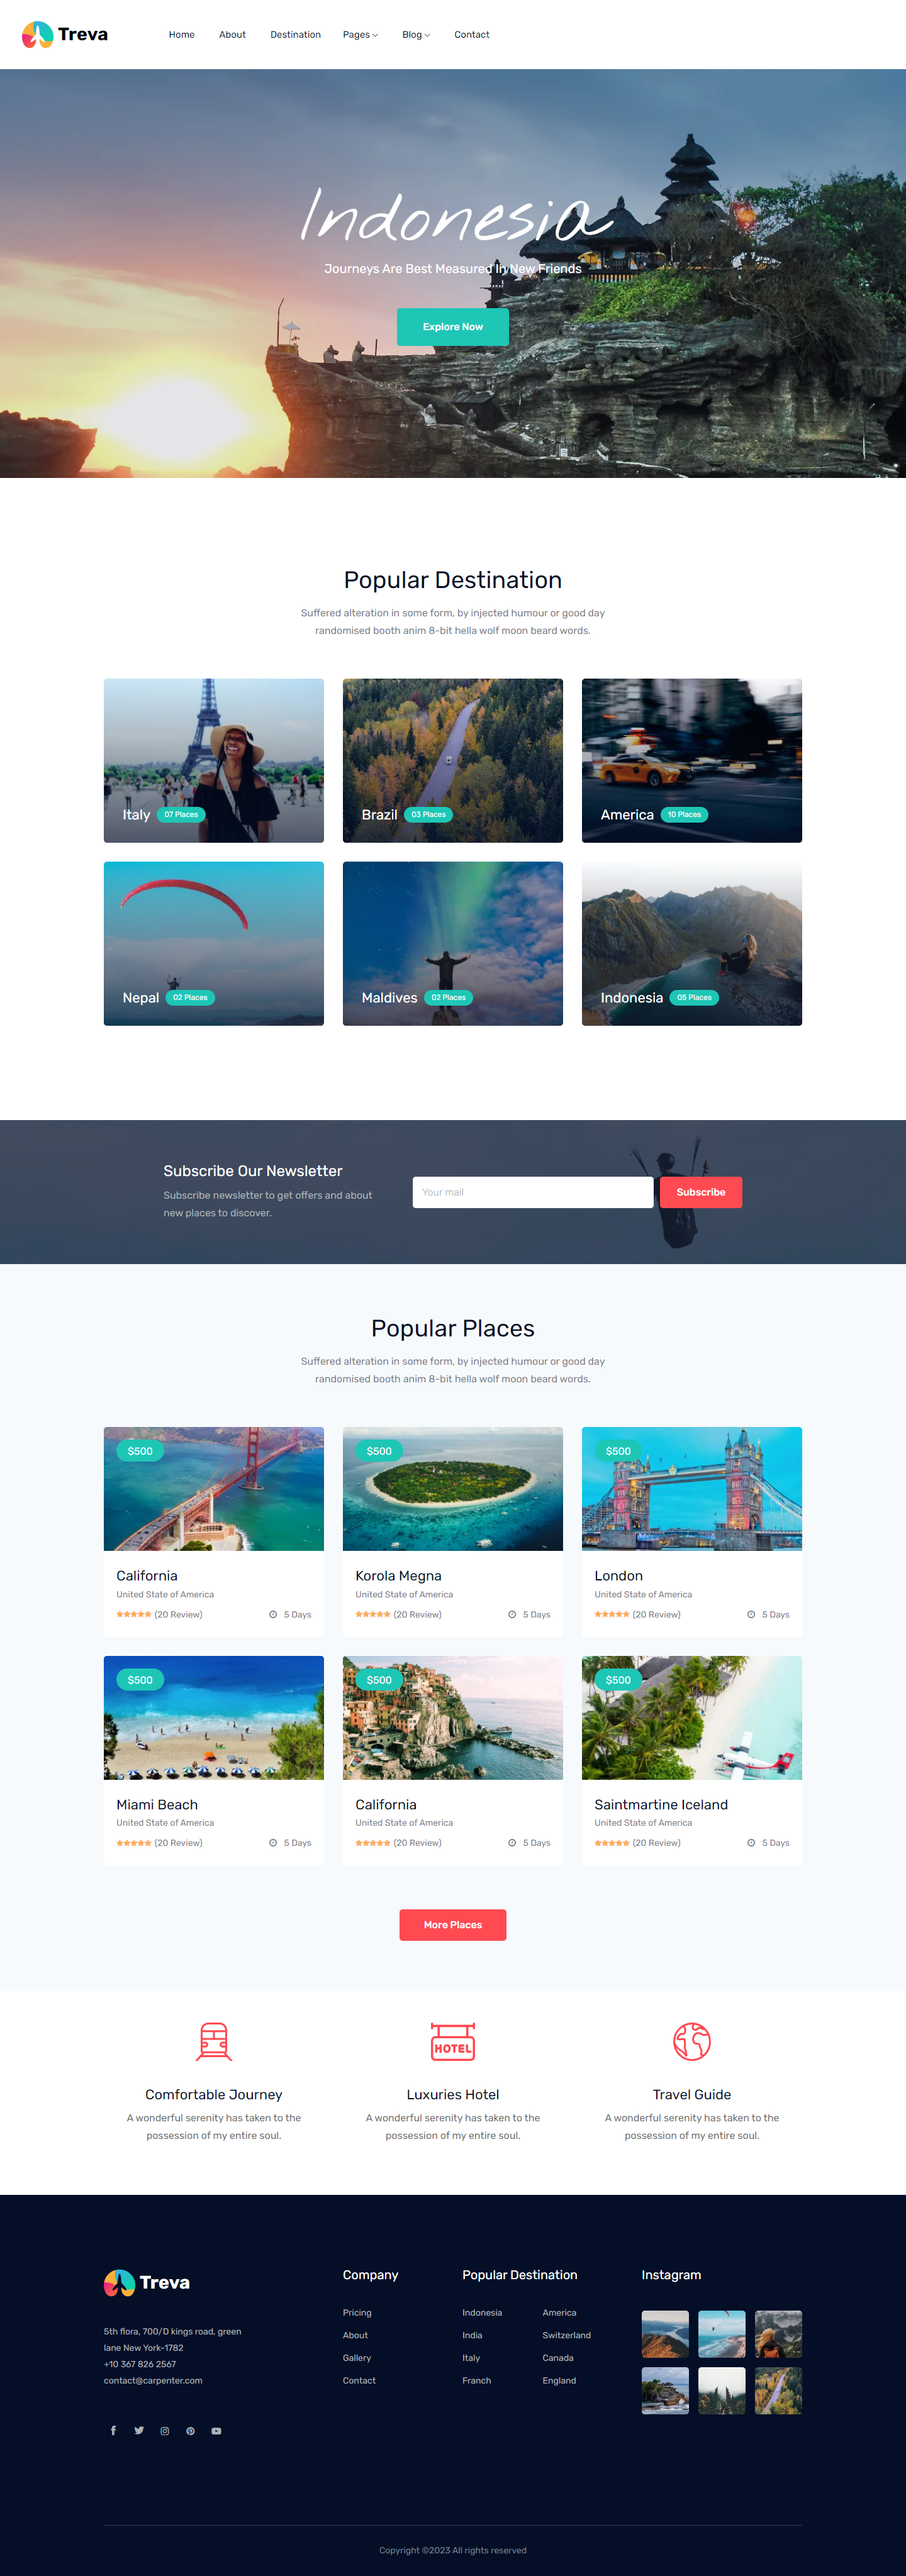 Treva
Home About Destination Pages Blog Contact
Indonesia
Journeys Are Best Measured In New Friends
Explore Now
Popular Destination
Suffered alteration in some form, by injected humour or good day
randomised booth anim 8-bit hella wolf moon beard words.
Italy 07 Places
Brazil 03 Places
America 10 Places
Nepal 02 Places
Maldives 02 Places
Indonesia 05 Places
Subscribe Our Newsletter
Subscribe newsletter to get offers and about
new places to discover.
Your mail
Subscribe
Popular Places
Suffered alteration in some form, by injected humour or good day
randomised booth anim 8-bit hella wolf moon beard words.
$500
California
United State of America
(20 Review) 5 Days
$500
Korola Megna
United State of America
(20 Review) 5 Days
$500
London
United State of America
(20 Review) 5 Days
$500
Miami Beach
United State of America
(20 Review) 5 Days
$500
California
United State of America
(20 Review) 5 Days
$500
Saintmartine Iceland
United State of America
(20 Review) 5 Days
More Places
HOTEL
Comfortable Journey
A wonderful serenity has taken to the
possession of my entire soul.
Luxuries Hotel
A wonderful serenity has taken to the
possession of my entire soul.
Travel Guide
A wonderful serenity has taken to the
possession of my entire soul.
Treva
5th flora, 700/D kings road, green
lane New York-1782
+10 367 826 2567
contact@carpenter.com
Company
Pricing
About
Gallery
Contact
Popular Destination
Indonesia
India
Italy
Franch
America
Switzerland
Canada
England
Instagram
Copyright ©2023 All rights reserved